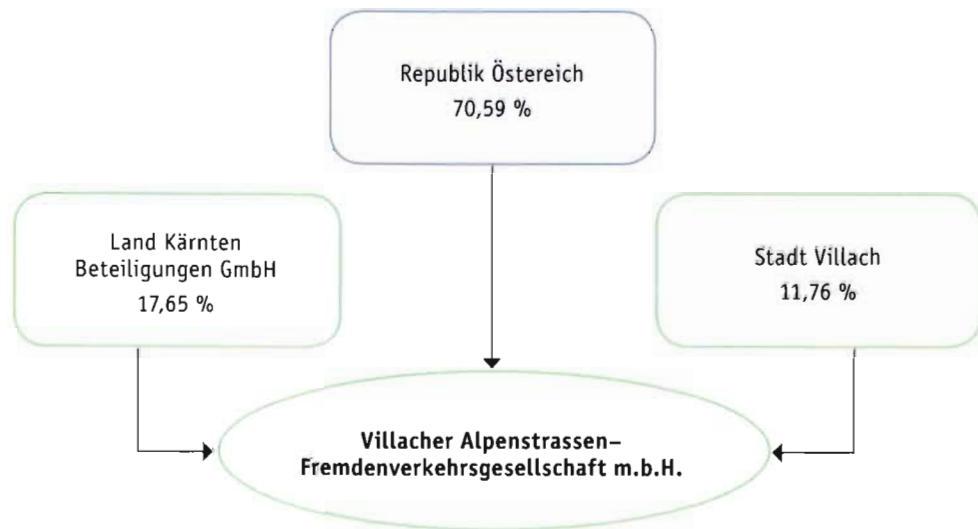 Republik Östereich
70,59 %
Land Kärnten
Beteiligungen GmbH
17,65 %
Stadt Villach
11,76 %
Villacher Alpenstrassen–
Fremdenverkehrsgesellschaft m.b.H.